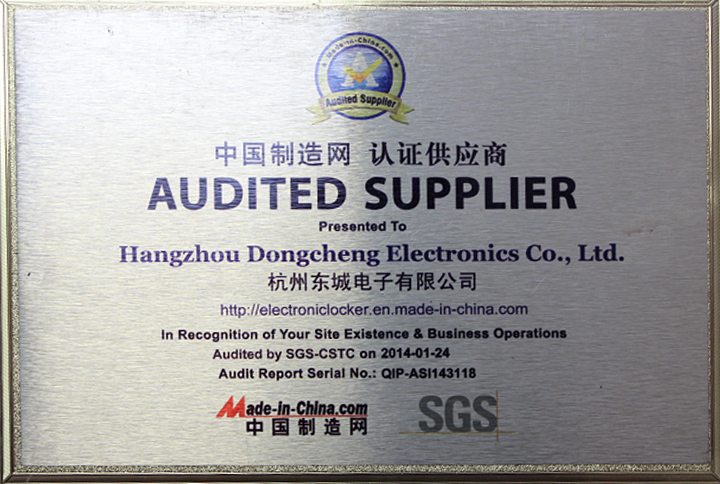 Made-in-China.com
Audited Supplier
中国制造网 认证供应商
AUDITED SUPPLIER
Presented To
Hangzhou Dongcheng Electronics Co., Ltd.
杭州东城电子有限公司
http://electroniclocker.en.made-in-china.com
In Recognition of Your Site Existence & Business Operations
Audited by SGS-CSTC on 2014-01-24
Audit Report Serial No.: QIP-ASI143118
Made-in-China.com
中国制造网
SGS